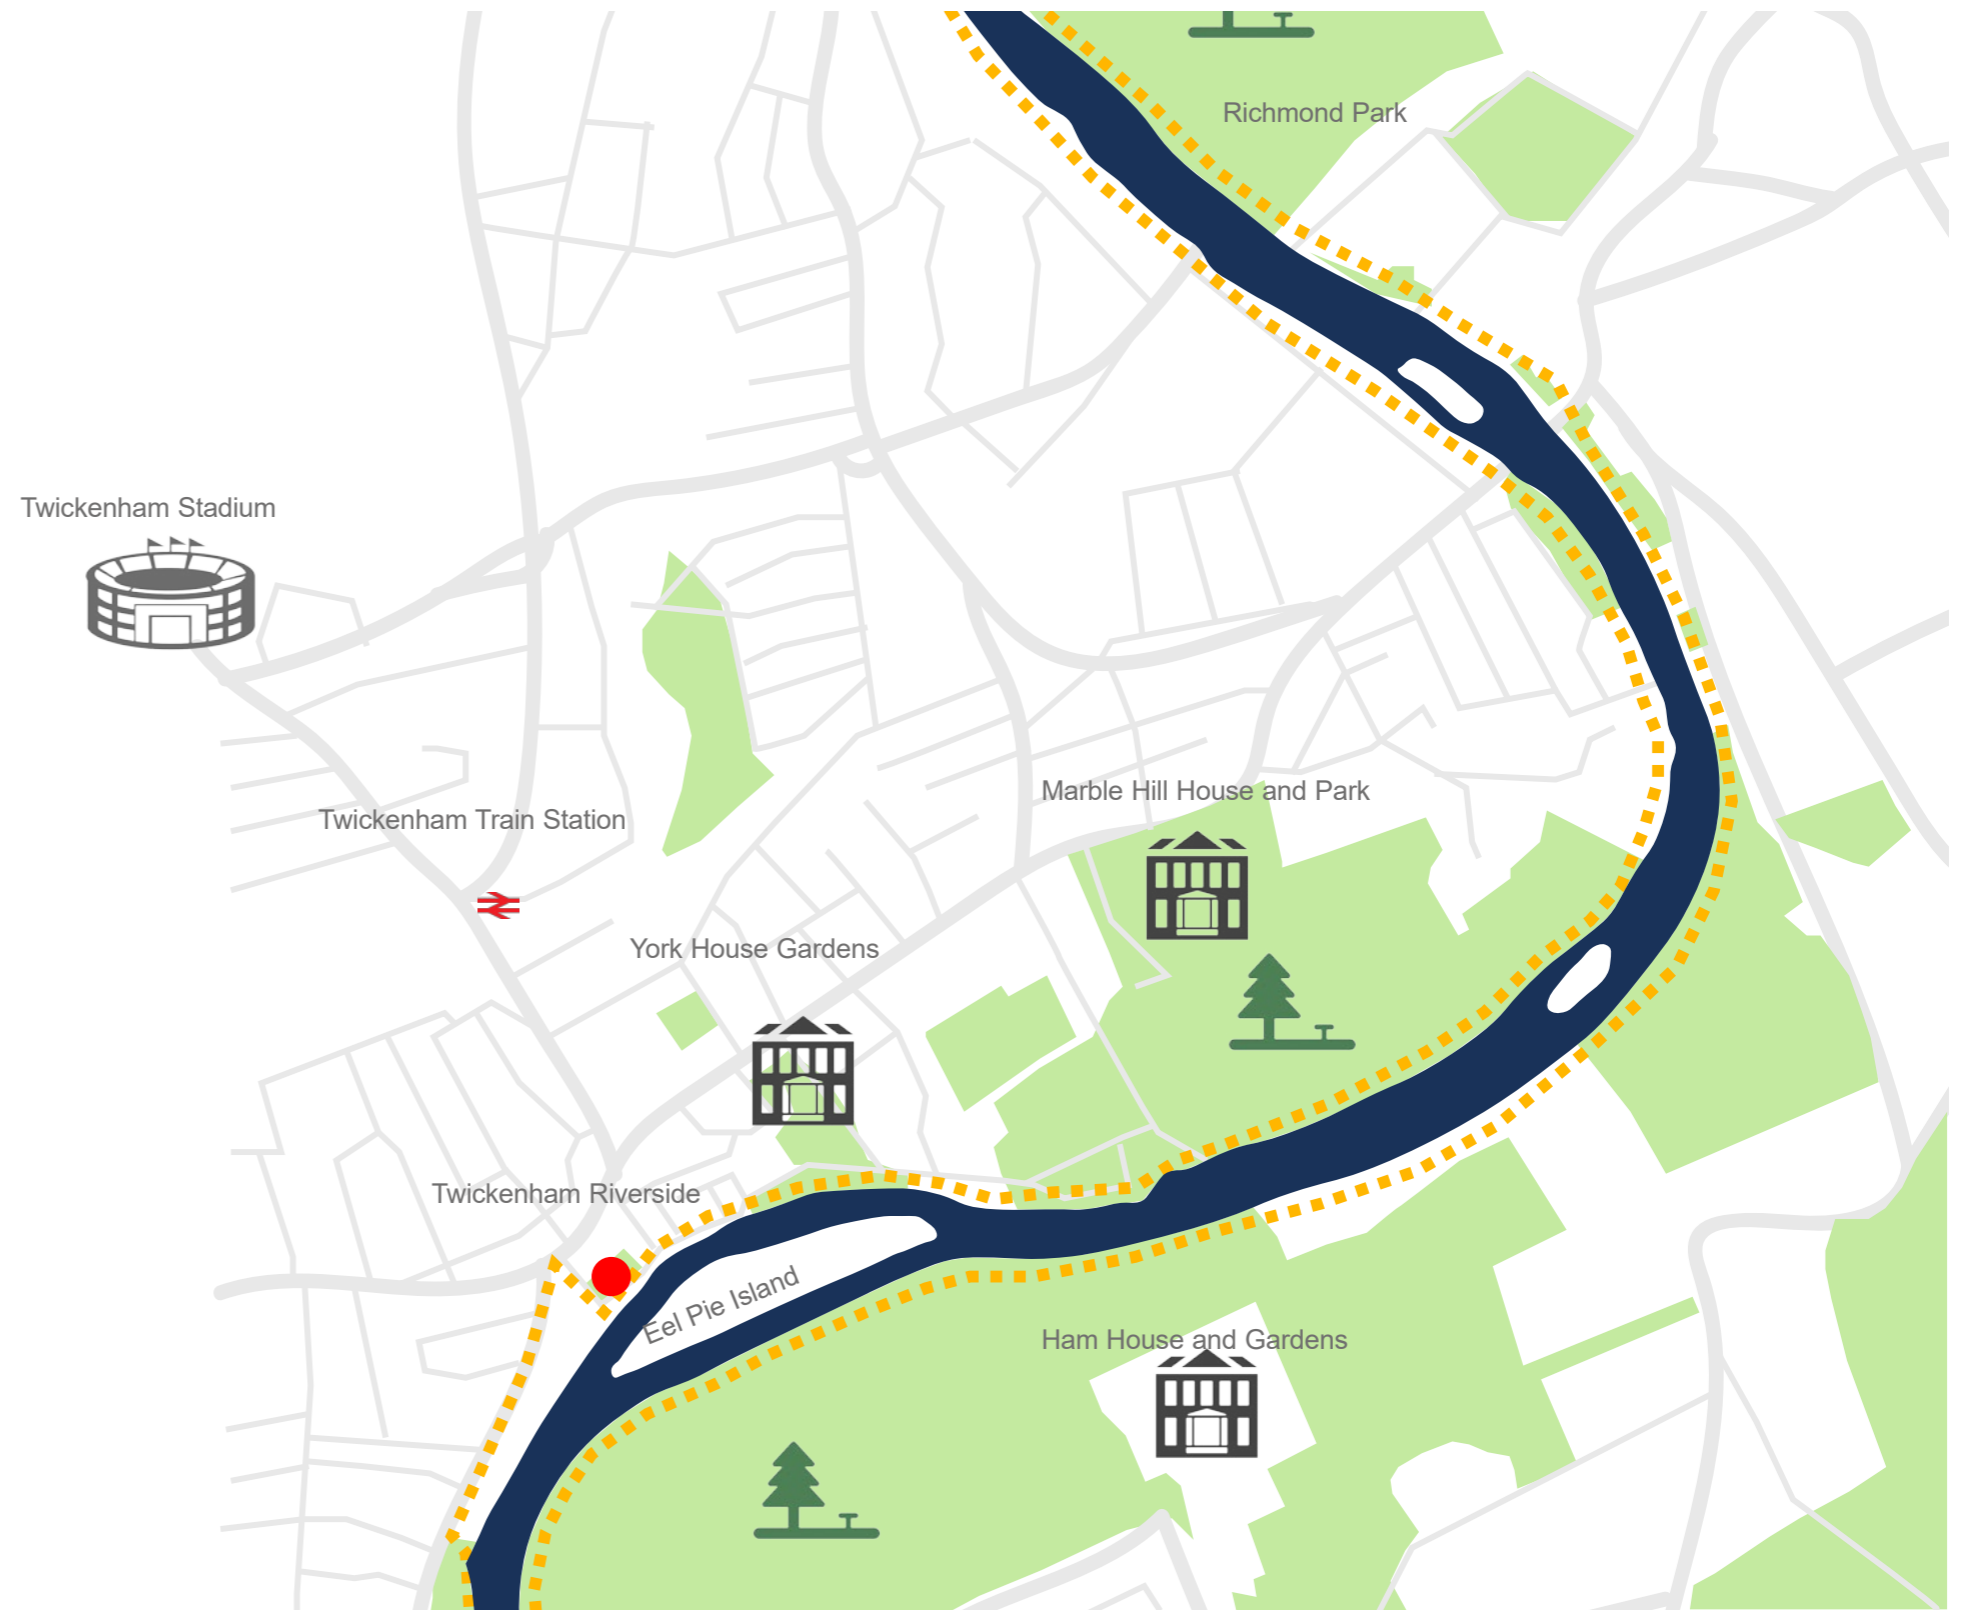 Richmond Park
Twickenham Stadium
Marble Hill House and Park
Twickenham Train Station
York House Gardens
Twickenham Riverside
Eel Pie Island
Ham House and Gardens